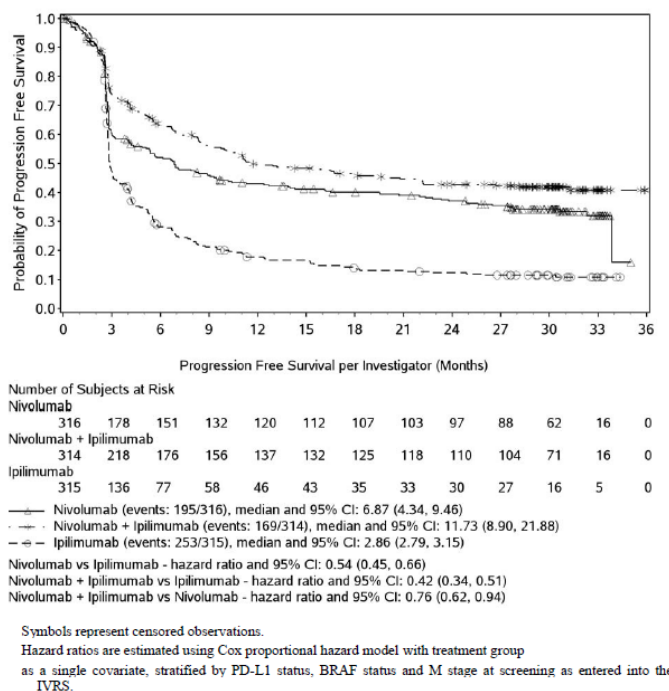 Probability of Progression Free Survival
1.0
0.9
0.8
0.7
0.6
0.5
0.4
0.3
0.2
0.1
0.0
0 3 6 9 12 15 18 21 24 27 30 33 36
Progression Free Survival per Investigator (Months)
Number of Subjects at Risk
Nivolumab
316 178 151 132 120 112 107 103 97 88 62 16 0
Nivolumab + Ipilimumab
314 218 176 156 137 132 125 118 110 104 71 16 0
Ipilimumab
315 136 77 58 46 43 35 33 30 27 16 5 0
Nivolumab (events: 195/316), median and 95% CI: 6.87 (4.34, 9.46)
Nivolumab + Ipilimumab (events: 169/314), median and 95% CI: 11.73 (8.90, 21.88)
Ipilimumab (events: 253/315), median and 95% CI: 2.86 (2.79, 3.15)
Nivolumab vs Ipilimumab - hazard ratio and 95% CI: 0.54 (0.45, 0.66)
Nivolumab + Ipilimumab vs Ipilimumab - hazard ratio and 95% CI: 0.42 (0.34, 0.51)
Nivolumab + Ipilimumab vs Nivolumab - hazard ratio and 95% CI: 0.76 (0.62, 0.94)
Symbols represent censored observations.
Hazard ratios are estimated using Cox proportional hazard model with treatment group
as a single covariate, stratified by PD-L1 status, BRAF status and M stage at screening as entered into the
IVRS.